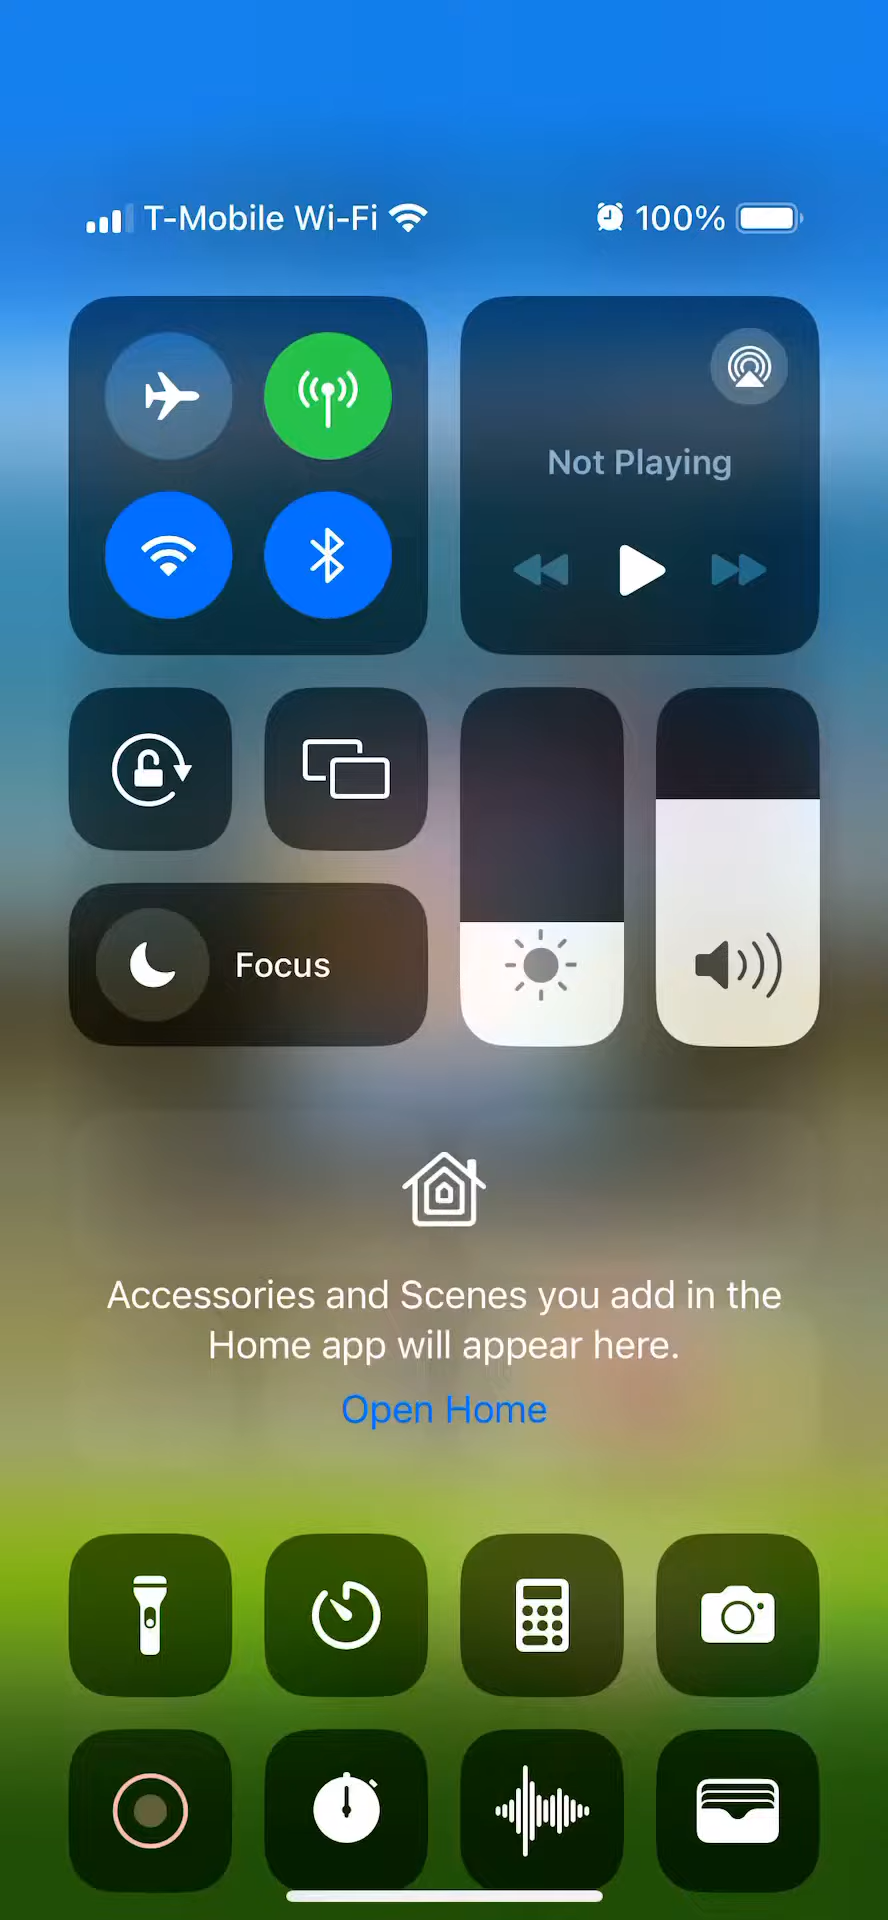 T-Mobile Wi-Fi 100%
Not Playing
Focus
Accessories and Scenes you add in the
Home app will appear here.
Open Home